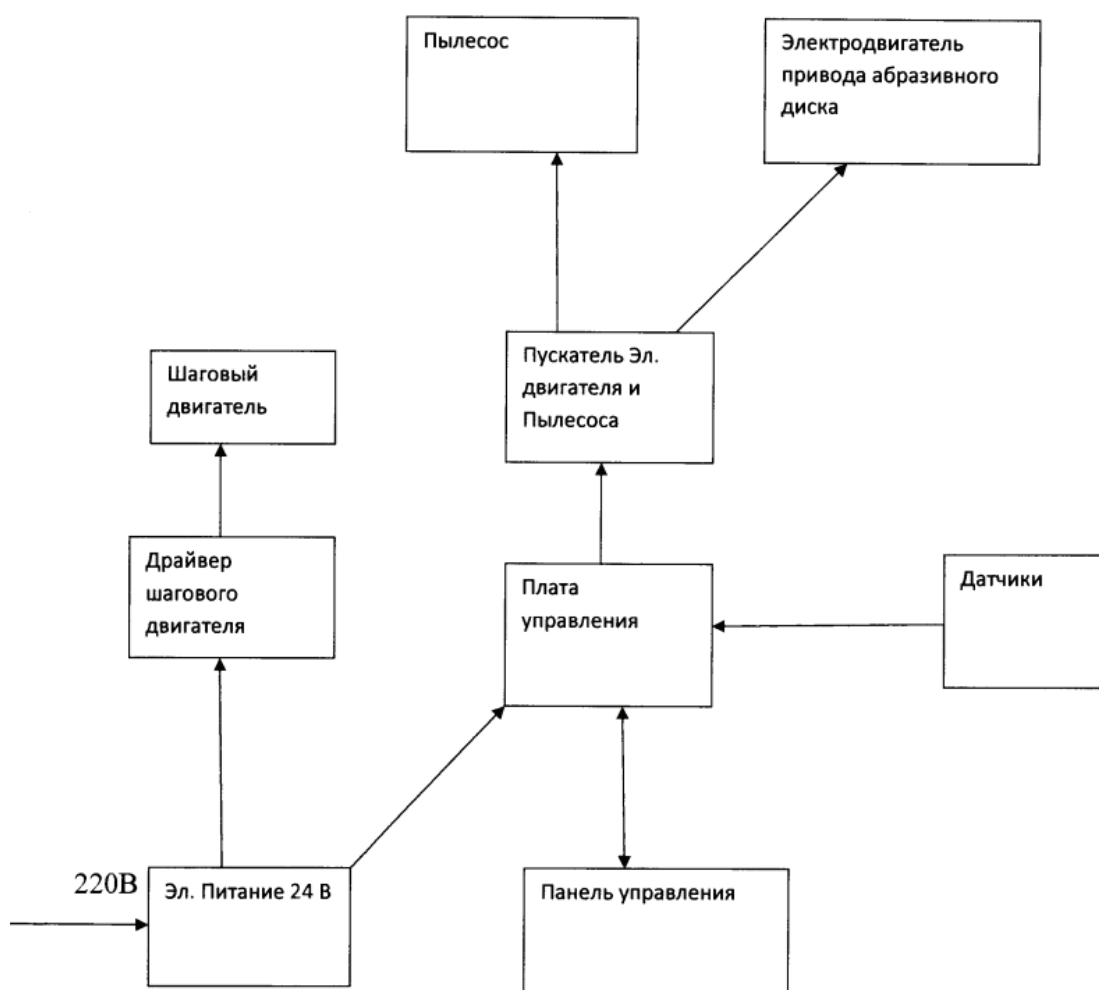 Пылесос
Электродвигатель
привода абразивного
диска
Пускатель Эл.
двигателя и
Пылесоса
Шаговый
двигатель
Драйвер
шагового
двигателя
Плата
управления
Датчики
220В
Эл. Питание 24 В
Панель управления